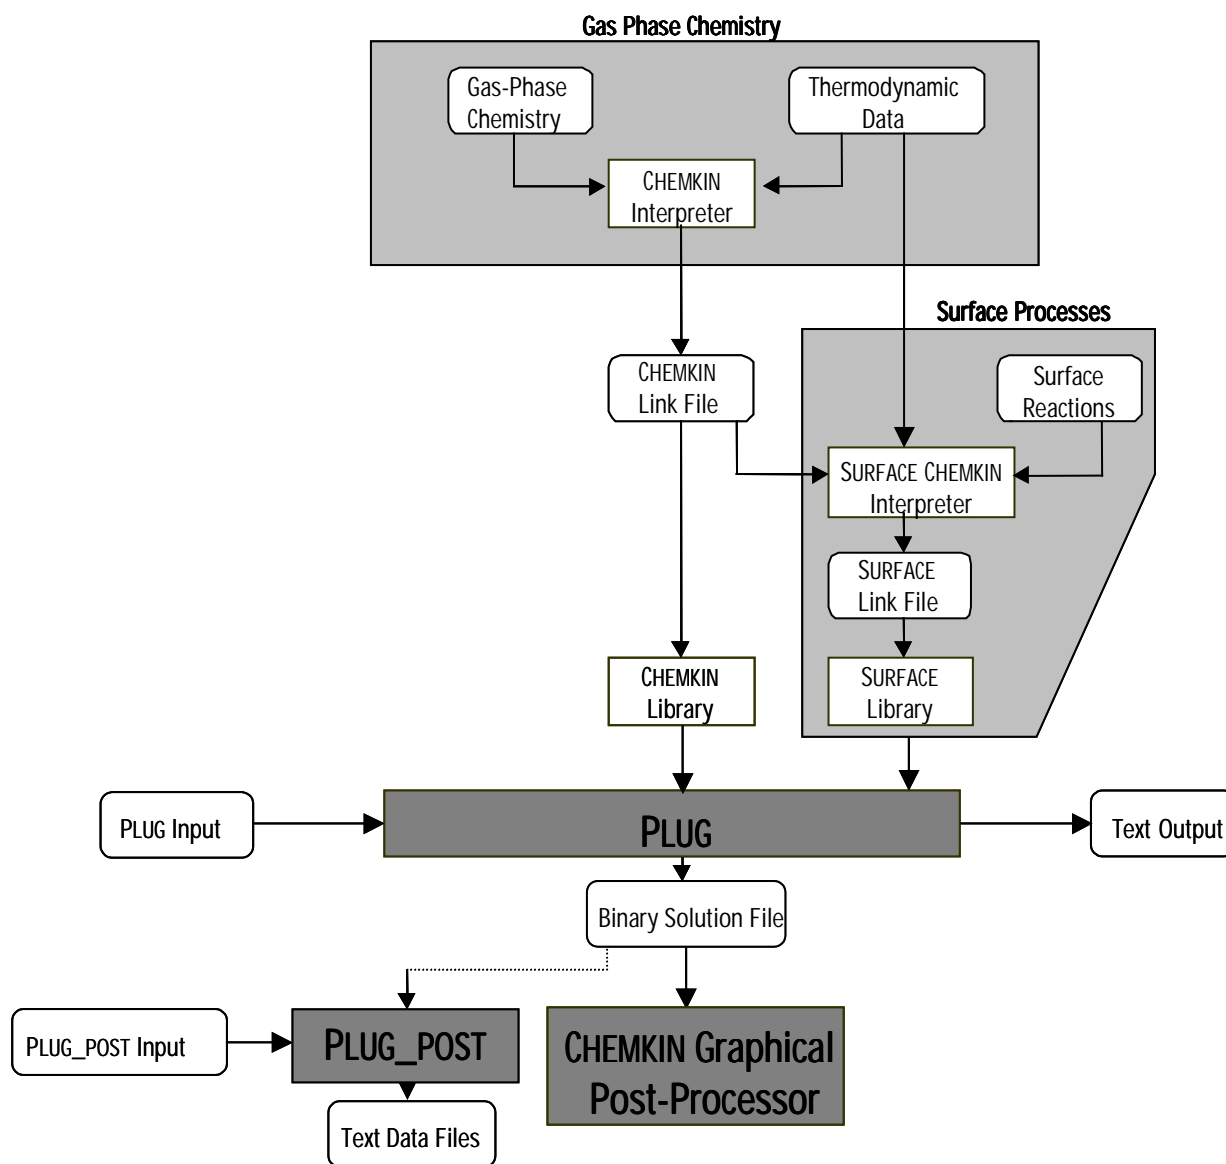 Gas Phase Chemistry
Gas-Phase
Chemistry
Thermodynamic
Data
CHEMKIN
Interpreter
Surface Processes
CHEMKIN
Link File
Surface
Reactions
SURFACE CHEMKIN
Interpreter
SURFACE
Link File
CHEMKIN
Library
SURFACE
Library
PLUG Input
PLUG
Text Output
Binary Solution File
PLUG_POST Input
PLUG_POST
CHEMKIN Graphical
Post-Processor
Text Data Files